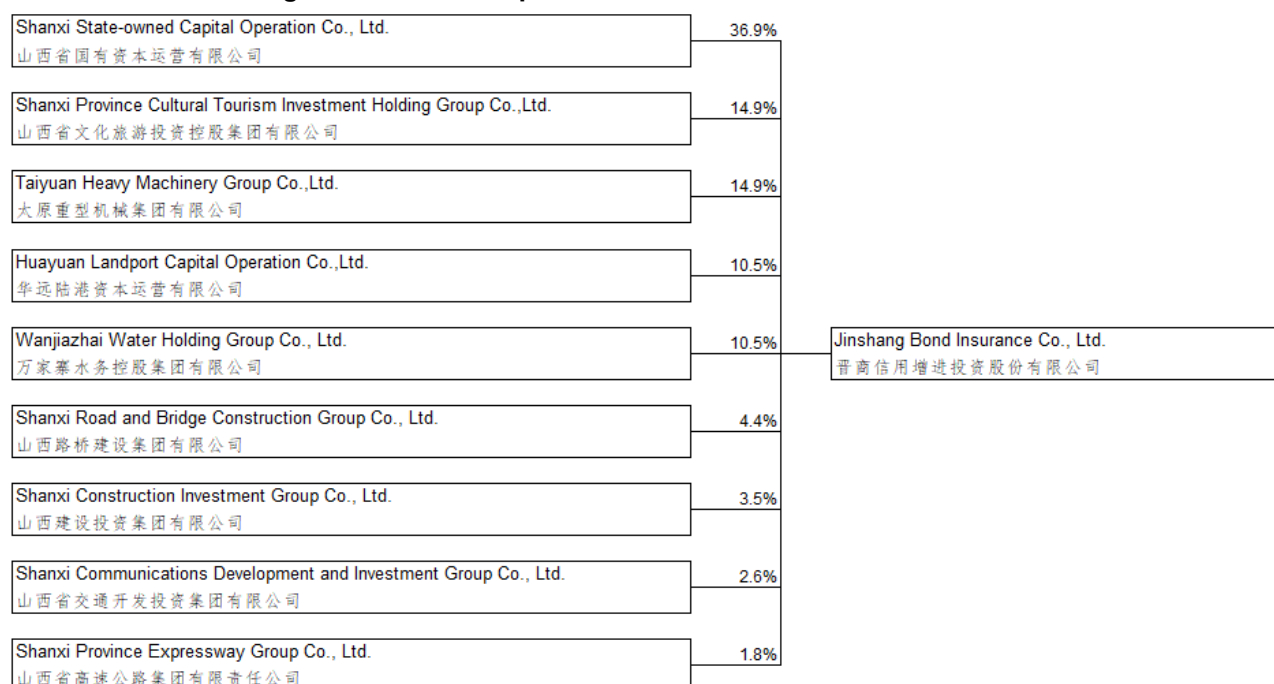 Shanxi State-owned Capital Operation Co., Ltd.
山西省国有资本运营有限公司
36.9%
Shanxi Province Cultural Tourism Investment Holding Group Co.,Ltd.
山西省文化旅游投资控股集团有限公司
14.9%
Taiyuan Heavy Machinery Group Co.,Ltd.
太原重型机械集团有限公司
14.9%
Huayuan Landport Capital Operation Co.,Ltd.
华远陆港资本运营有限公司
10.5%
Wanjiazhai Water Holding Group Co., Ltd.
万家寨水务控股集团有限公司
10.5%
Jinshang Bond Insurance Co., Ltd.
晋商信用增进投资股份有限公司
Shanxi Road and Bridge Construction Group Co., Ltd.
山西路桥建设集团有限公司
4.4%
Shanxi Construction Investment Group Co., Ltd.
山西建设投资集团有限公司
3.5%
Shanxi Communications Development and Investment Group Co., Ltd.
山西省交通开发投资集团有限公司
2.6%
Shanxi Province Expressway Group Co., Ltd.
山西省高速公路集团有限责任公司
1.8%